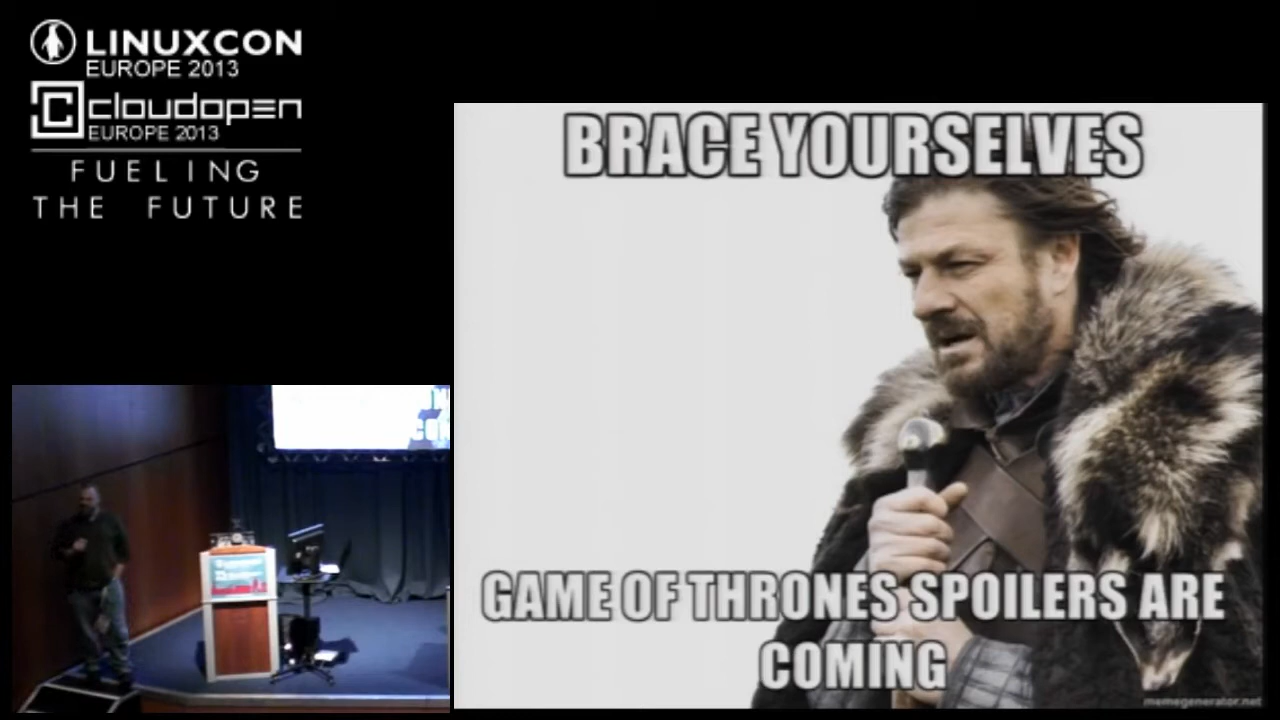 LINUXCON
EUROPE 2013
cloudopen
EUROPE 2013
FUELING
THE FUTURE
BRACE YOURSELVES
GAME OF THRONES SPOILERS ARE
COMING
memegenerator.net